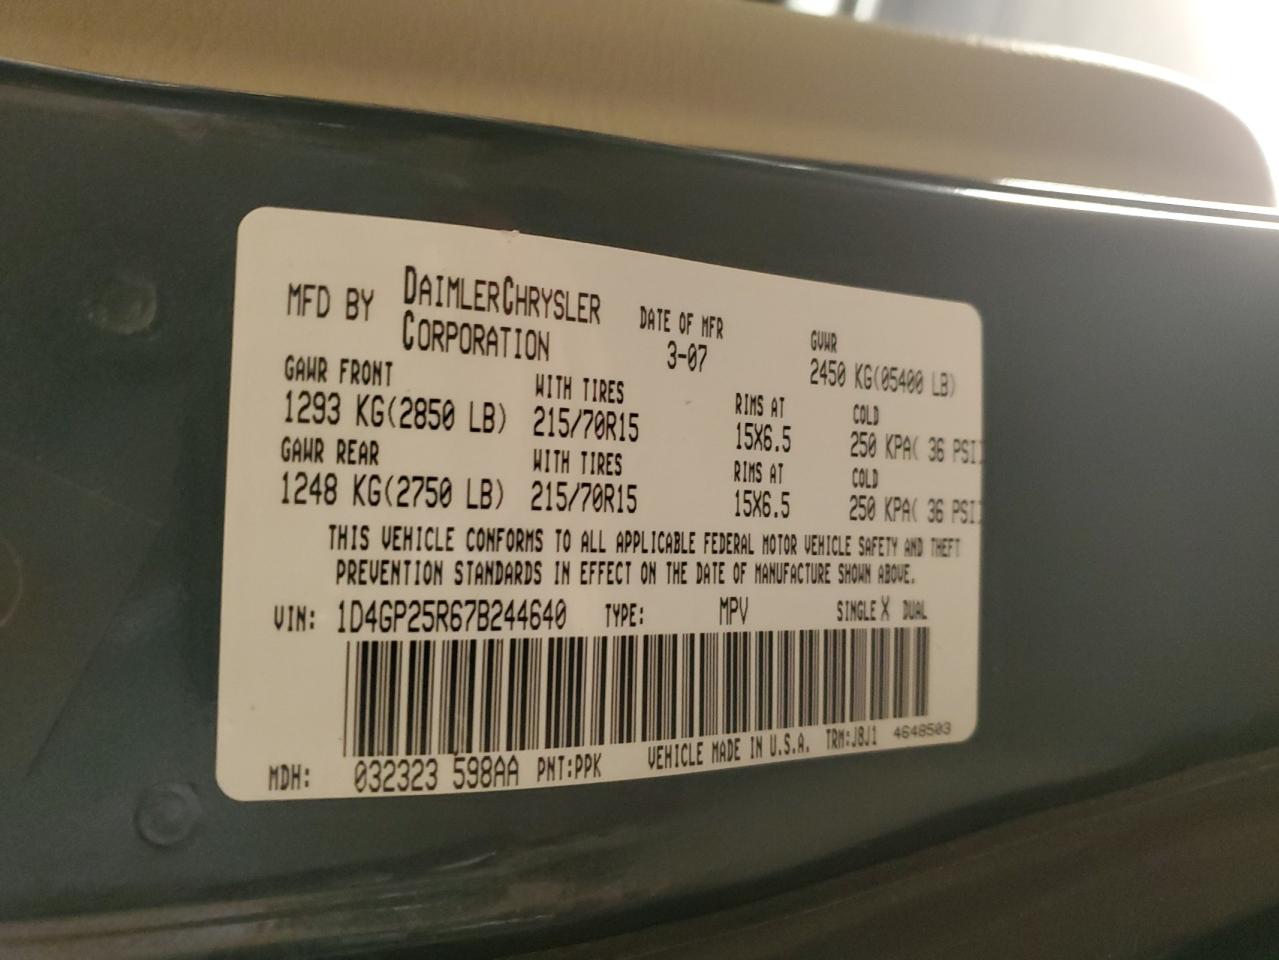 MFD BY DAIMLERCHRYSLER CORPORATION
DATE OF MFR 3-07
GVWR 2450 KG(05400 LB)
GAWR FRONT WITH TIRES RIMS AT COLD
1293 KG(2850 LB) 215/70R15 15X6.5 250 KPA( 36 PSI)
GAWR REAR WITH TIRES RIMS AT COLD
1248 KG(2750 LB) 215/70R15 15X6.5 250 KPA( 36 PSI)
THIS VEHICLE CONFORMS TO ALL APPLICABLE FEDERAL MOTOR VEHICLE SAFETY AND THEFT
PREVENTION STANDARDS IN EFFECT ON THE DATE OF MANUFACTURE SHOWN ABOVE.
VIN: 1D4GP25R67B244640 TYPE: MPV SINGLE X DUAL
MDH: 032323 598AA PNT:PPK VEHICLE MADE IN U.S.A. TRM:J8J1 4648503